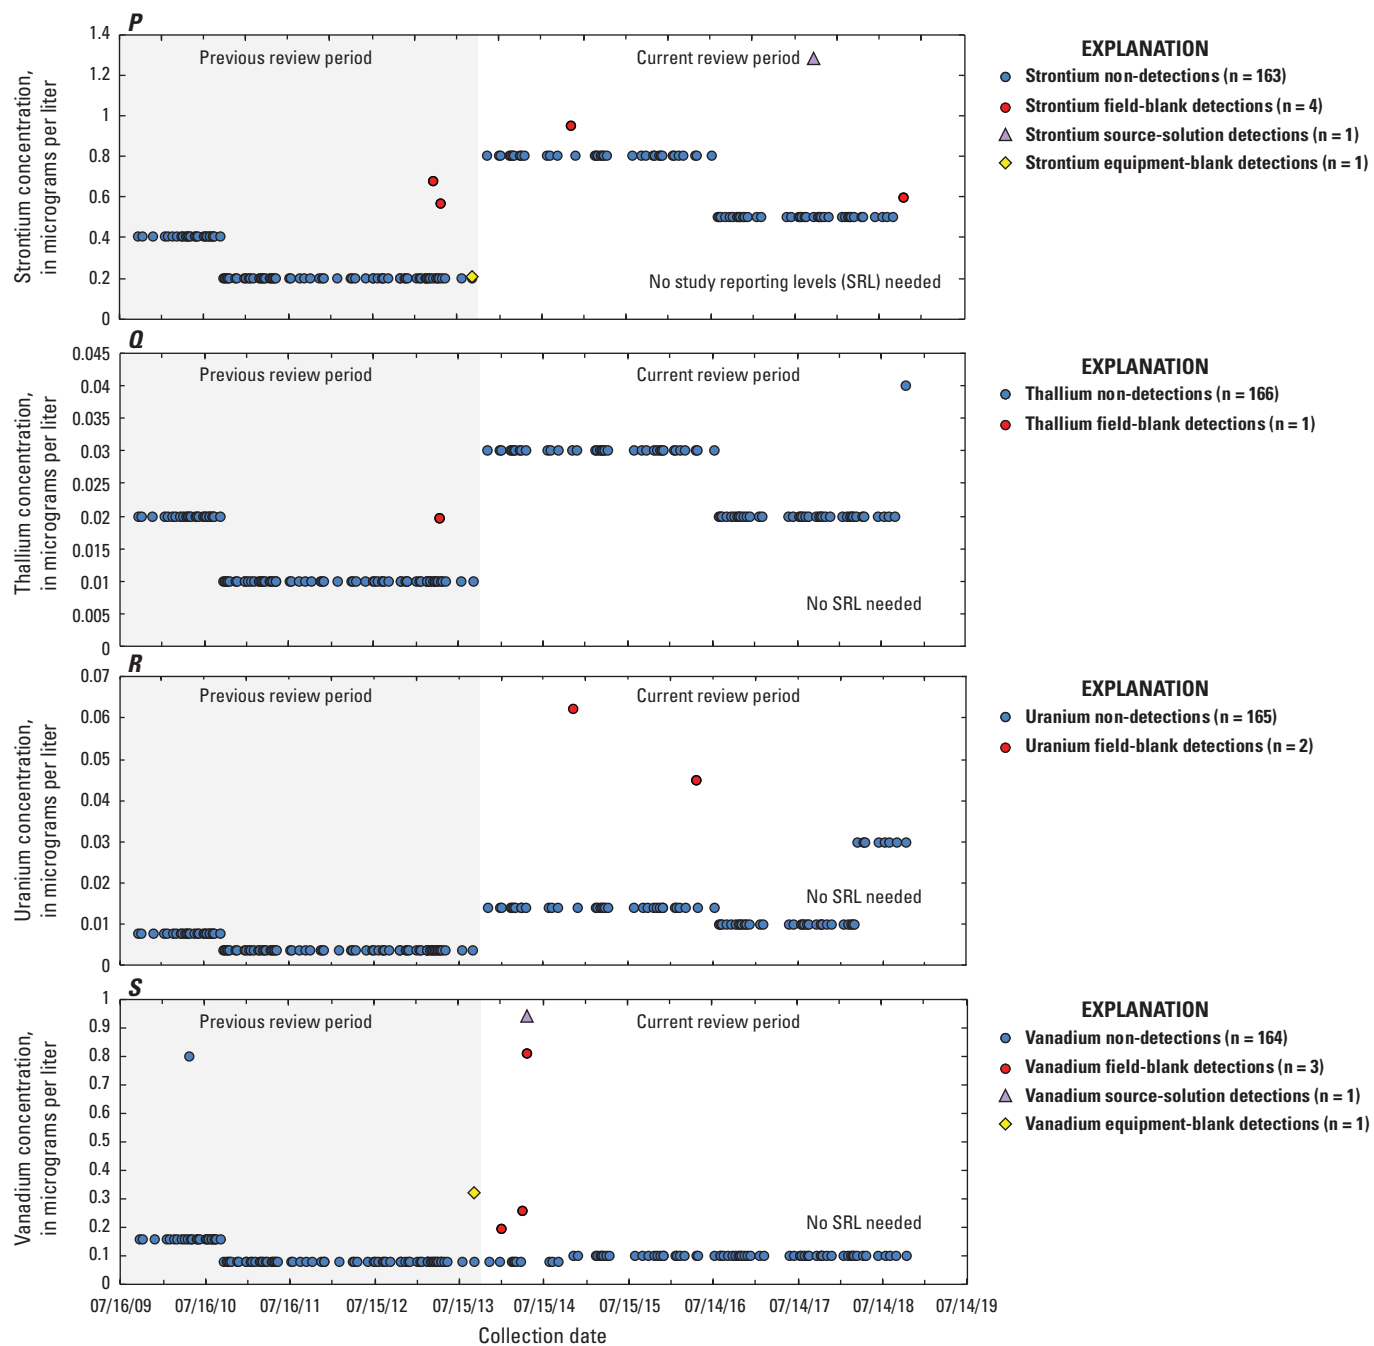 P
Strontium concentration,
in micrograms per liter
1.4
1.2
1
0.8
0.6
0.4
0.2
0
Previous review period
Current review period
No study reporting levels (SRL) needed
EXPLANATION
Strontium non-detections (n = 163)
Strontium field-blank detections (n = 4)
Strontium source-solution detections (n = 1)
Strontium equipment-blank detections (n = 1)
Q
Thallium concentration,
in micrograms per liter
0.045
0.04
0.035
0.03
0.025
0.02
0.015
0.01
0.005
0
Previous review period
Current review period
No SRL needed
EXPLANATION
Thallium non-detections (n = 166)
Thallium field-blank detections (n = 1)
R
Uranium concentration,
in micrograms per liter
0.07
0.06
0.05
0.04
0.03
0.02
0.01
0
Previous review period
Current review period
No SRL needed
EXPLANATION
Uranium non-detections (n = 165)
Uranium field-blank detections (n = 2)
S
Vanadium concentration,
in micrograms per liter
1
0.9
0.8
0.7
0.6
0.5
0.4
0.3
0.2
0.1
0
Previous review period
Current review period
No SRL needed
EXPLANATION
Vanadium non-detections (n = 164)
Vanadium field-blank detections (n = 3)
Vanadium source-solution detections (n = 1)
Vanadium equipment-blank detections (n = 1)
07/16/09 07/16/10 07/16/11 07/15/12 07/15/13 07/15/14 07/15/15 07/14/16 07/14/17 07/14/18 07/14/19
Collection date